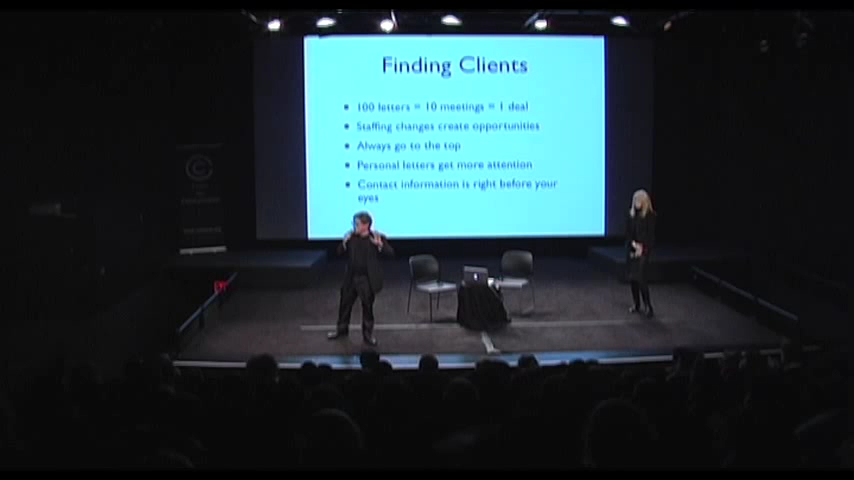 Finding Clients
• 100 letters = 10 meetings = 1 deal
• Staffing changes create opportunities
• Always go to the top
• Personal letters get more attention
• Contact information is right before your
eyes